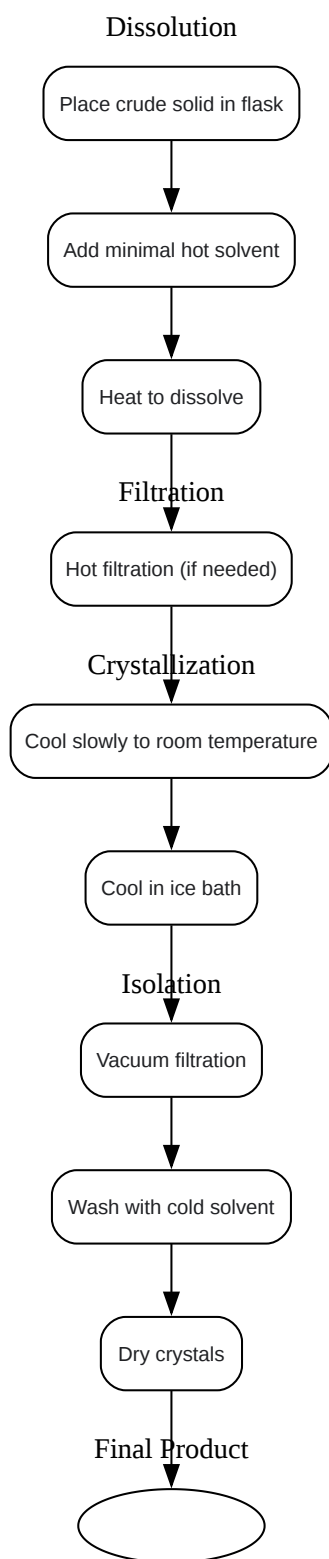 Dissolution
Place crude solid in flask
Add minimal hot solvent
Heat to dissolve
Filtration
Hot filtration (if needed)
Crystallization
Cool slowly to room temperature
Cool in ice bath
Isolation
Vacuum filtration
Wash with cold solvent
Dry crystals
Final Product